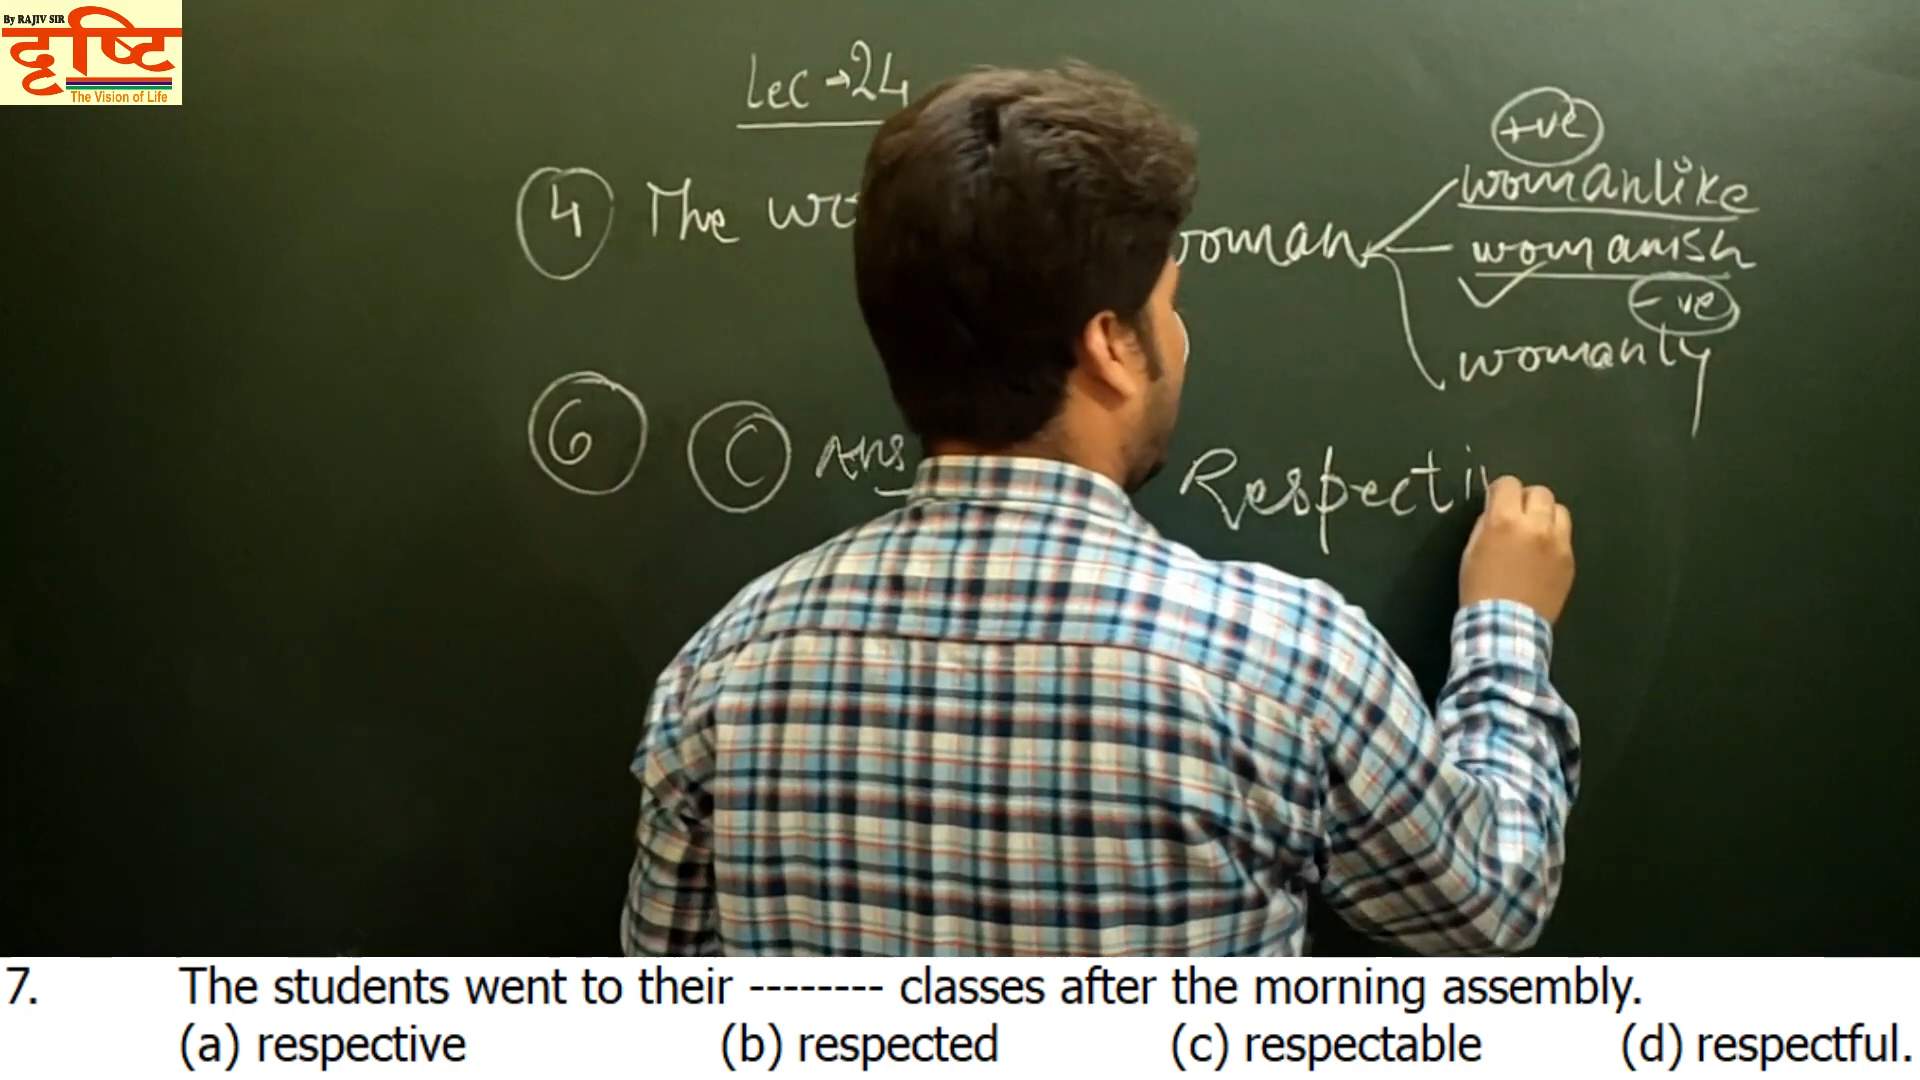 By RAJIV SIR
दृष्टि
The Vision of Life
Lec → 24
4 The
woman
+ve
womanlike
womanish
- ve
womanly
6 C Ans
Respecti
7. The students went to their -------- classes after the morning assembly.
(a) respective (b) respected (c) respectable (d) respectful.